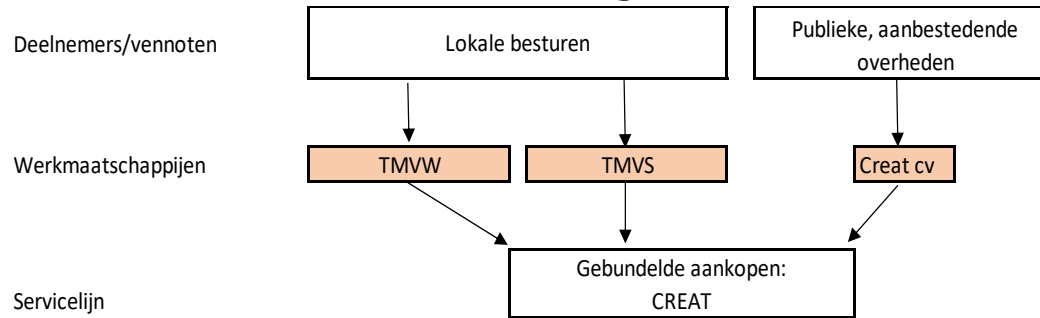 Deelnemers/vennoten
Lokale besturen
Publieke, aanbestedende
overheden
Werkmaatschappijen
TMVW
TMVS
Creat cv
Gebundelde aankopen:
CREAT
Servicelijn